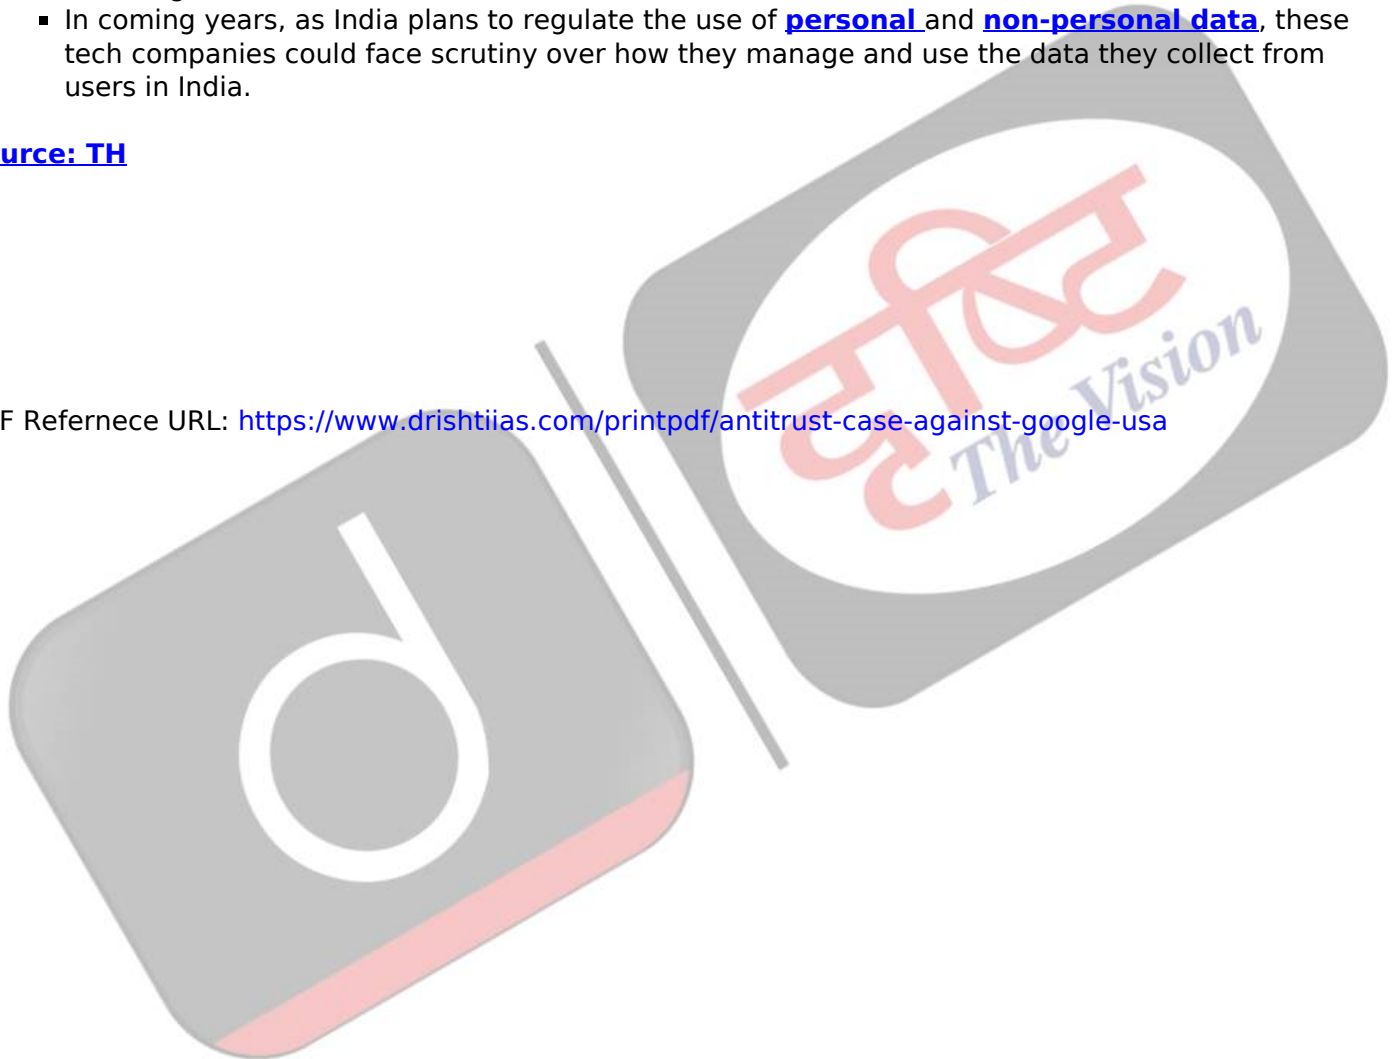 In coming years, as India plans to regulate the use of personal and non-personal data, these
tech companies could face scrutiny over how they manage and use the data they collect from
users in India.
urce: TH
दृष्टि
The Vision
F Refernece URL: https://www.drishtiias.com/printpdf/antitrust-case-against-google-usa
d